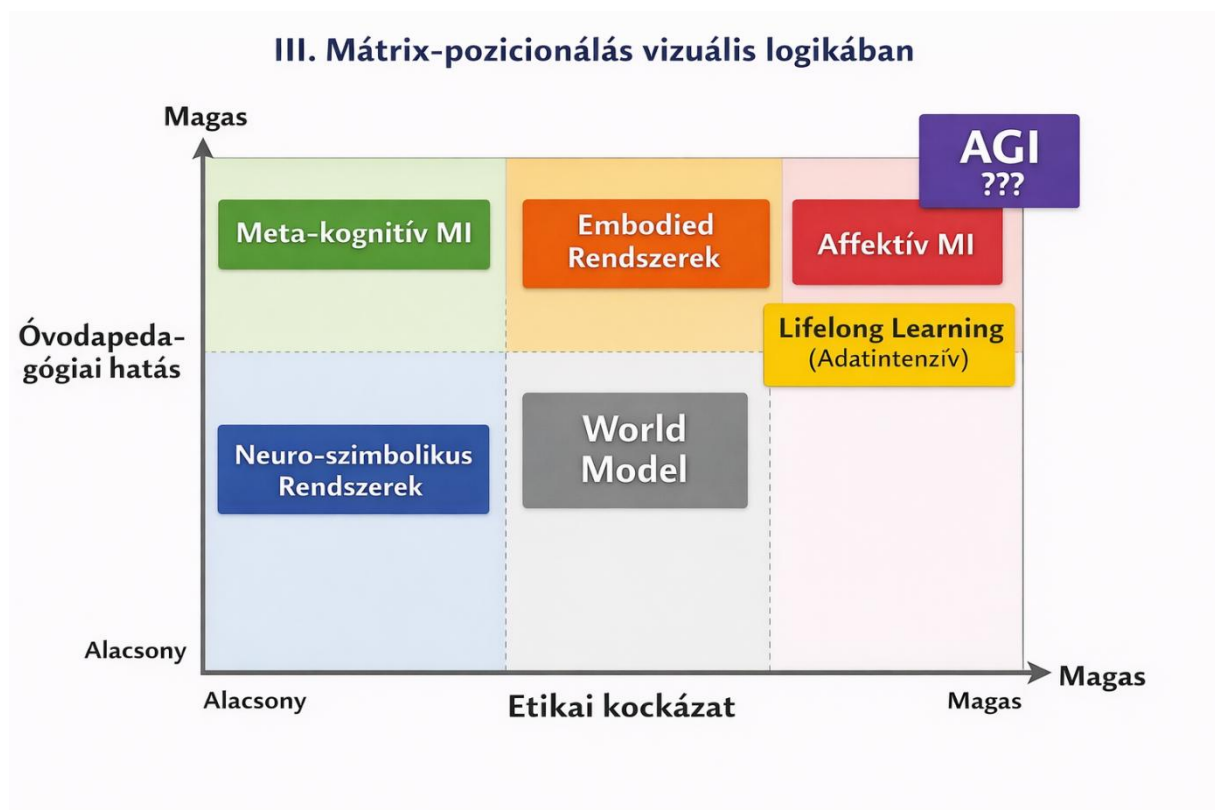 III. Mátrix-pozicionálás vizuális logikában
Magas
AGI
???
Meta-kognitív MI
Embodied
Rendszerek
Affektív MI
Óvodapeda-
gógiai hatás
Lifelong Learning
(Adatintenzív)
Neuro-szimbolikus
Rendszerek
World
Model
Alacsony
Magas
Alacsony
Etikai kockázat
Magas